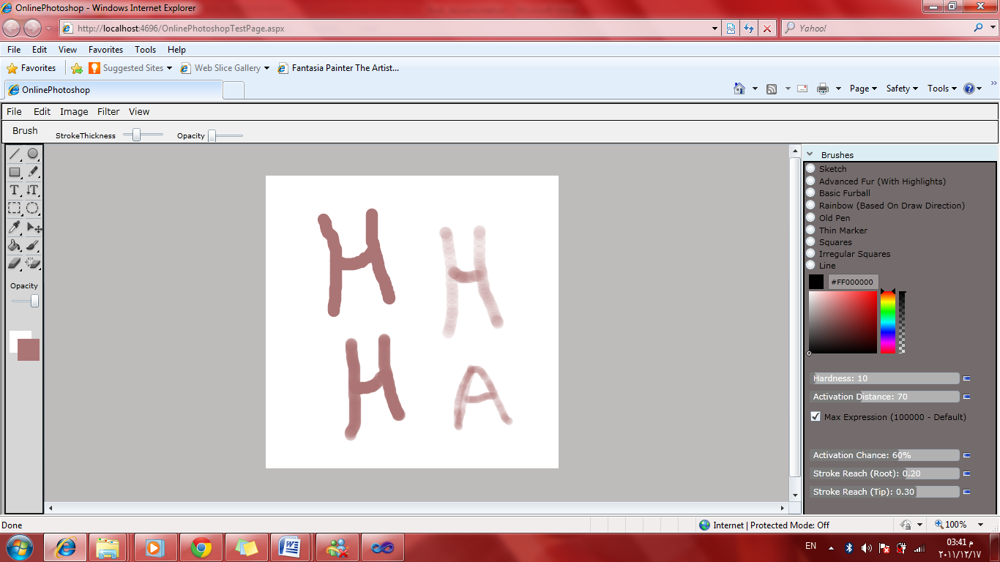 OnlinePhotoshop - Windows Internet Explorer
http://localhost:4696/OnlinePhotoshopTestPage.aspx
Yahoo!
File Edit View Favorites Tools Help
Favorites Suggested Sites Web Slice Gallery Fantasia Painter The Artist...
OnlinePhotoshop
Page Safety Tools
File Edit Image Filter View
Brush StrokeThickness Opacity
T T
Opacity
H H
H A
Brushes
Sketch
Advanced Fur (With Highlights)
Basic Furball
Rainbow (Based On Draw Direction)
Old Pen
Thin Marker
Squares
Irregular Squares
Line
#FF000000
Hardness: 10
Activation Distance: 70
Max Expression (100000 - Default)
Activation Chance: 60%
Stroke Reach (Root): 0.20
Stroke Reach (Tip): 0.30
Done Internet | Protected Mode: Off 100%
EN 03:41 م
٢٠١١/١٢/١٧